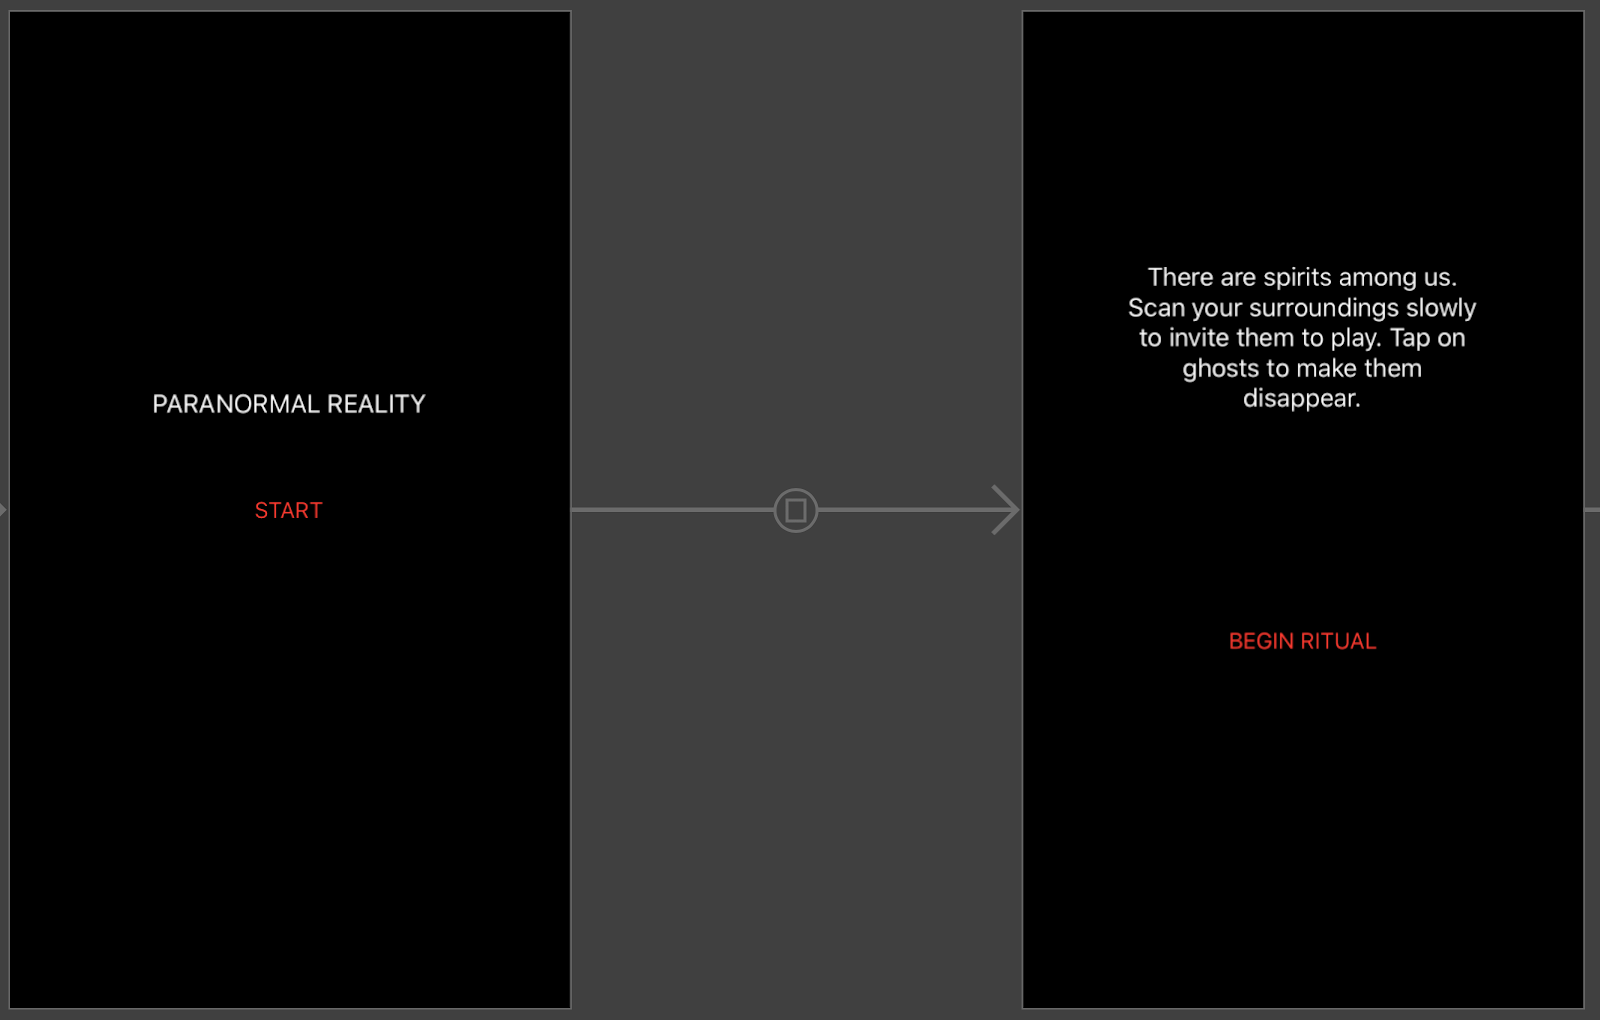 PARANORMAL REALITY
START
There are spirits among us.
Scan your surroundings slowly
to invite them to play. Tap on
ghosts to make them
disappear.
BEGIN RITUAL